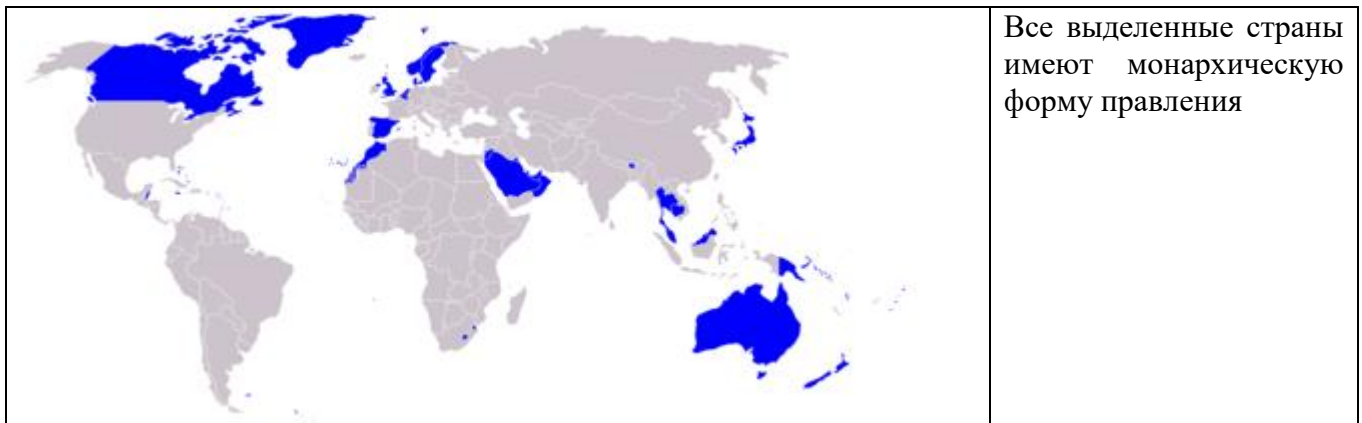 Все выделенные страны
имеют монархическую
форму правления